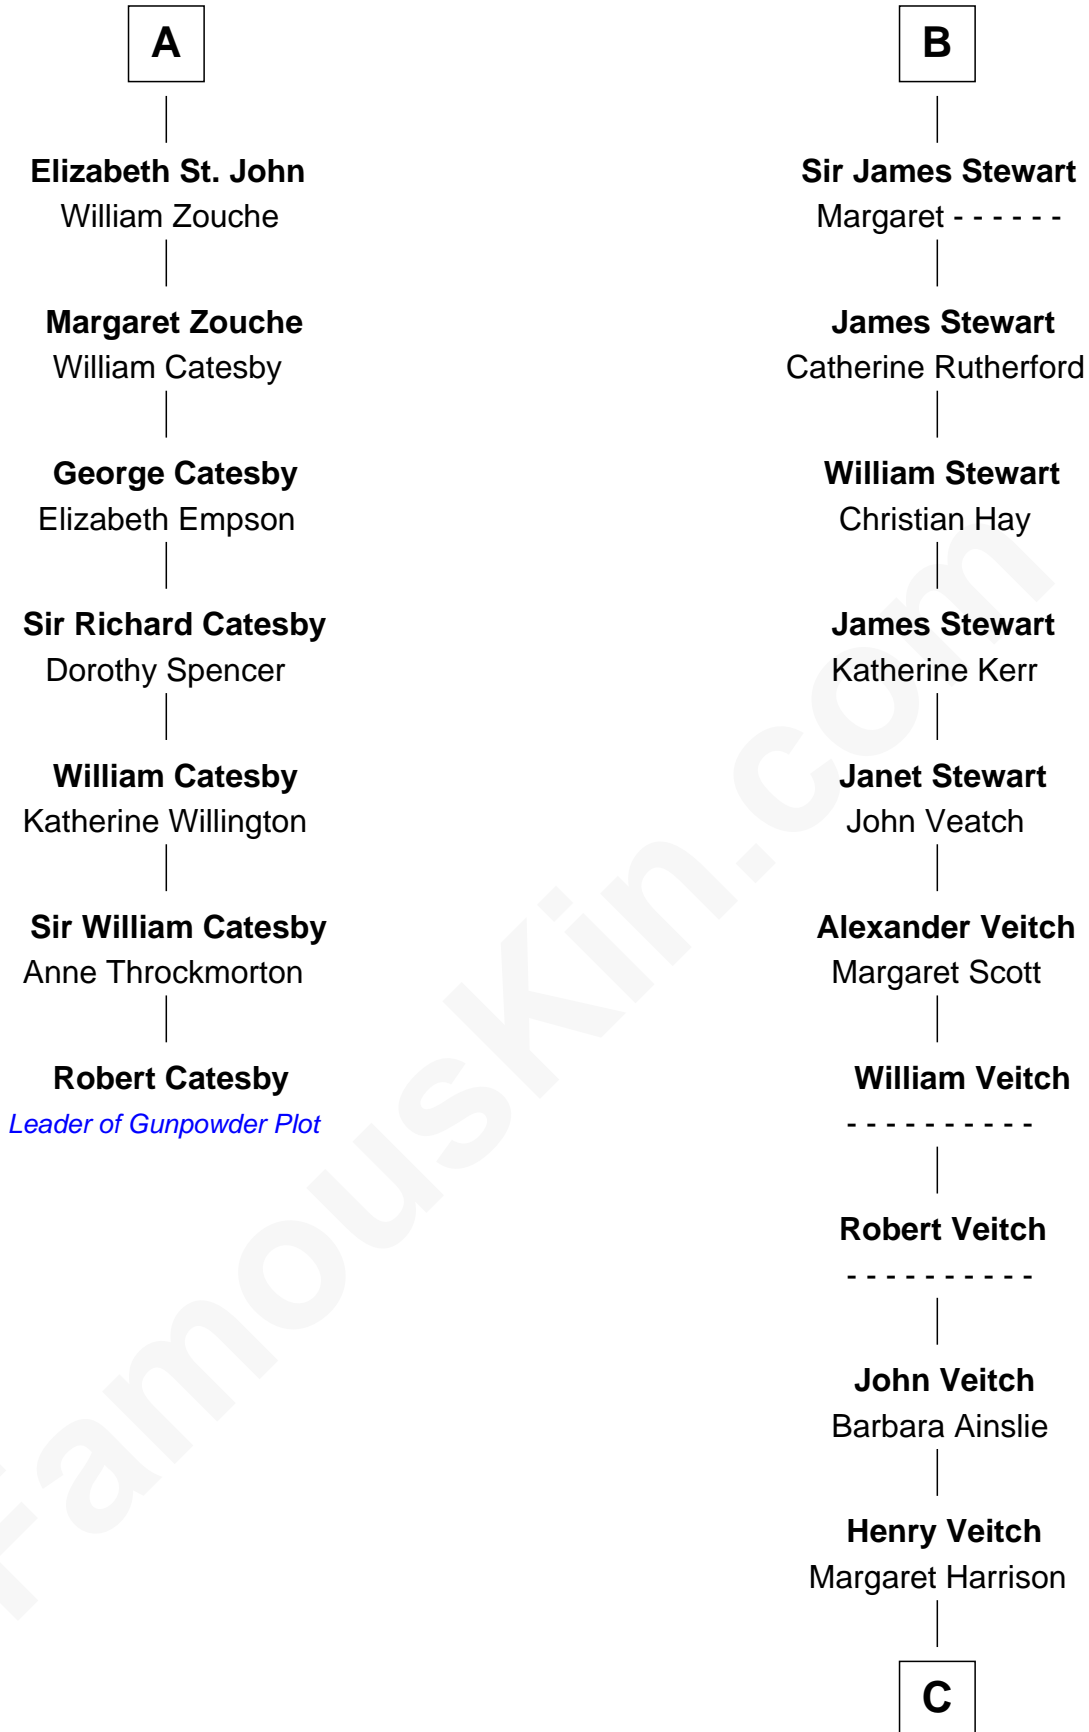 A
Elizabeth St. John
William Zouche
Margaret Zouche
William Catesby
George Catesby
Elizabeth Empson
Sir Richard Catesby
Dorothy Spencer
William Catesby
Katherine Willington
Sir William Catesby
Anne Throckmorton
Robert Catesby
Leader of Gunpowder Plot
B
Sir James Stewart
Margaret - - - - - -
James Stewart
Catherine Rutherford
William Stewart
Christian Hay
James Stewart
Katherine Kerr
Janet Stewart
John Veatch
Alexander Veitch
Margaret Scott
William Veitch
- - - - - - - - - -
Robert Veitch
- - - - - - - - - -
John Veitch
Barbara Ainslie
Henry Veitch
Margaret Harrison
C
FamousKin.com